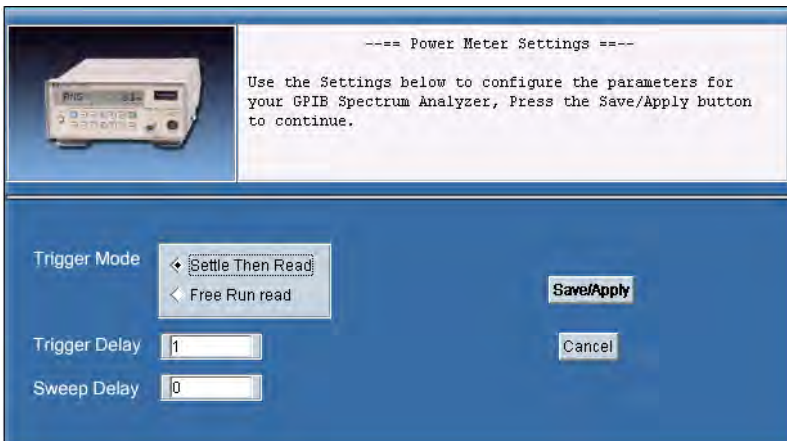 --== Power Meter Settings ==--
Use the Settings below to configure the parameters for
your GPIB Spectrum Analyzer, Press the Save/Apply button
to continue.
Trigger Mode
Settle Then Read
Free Run read
Save/Apply
Trigger Delay
1
Cancel
Sweep Delay
0